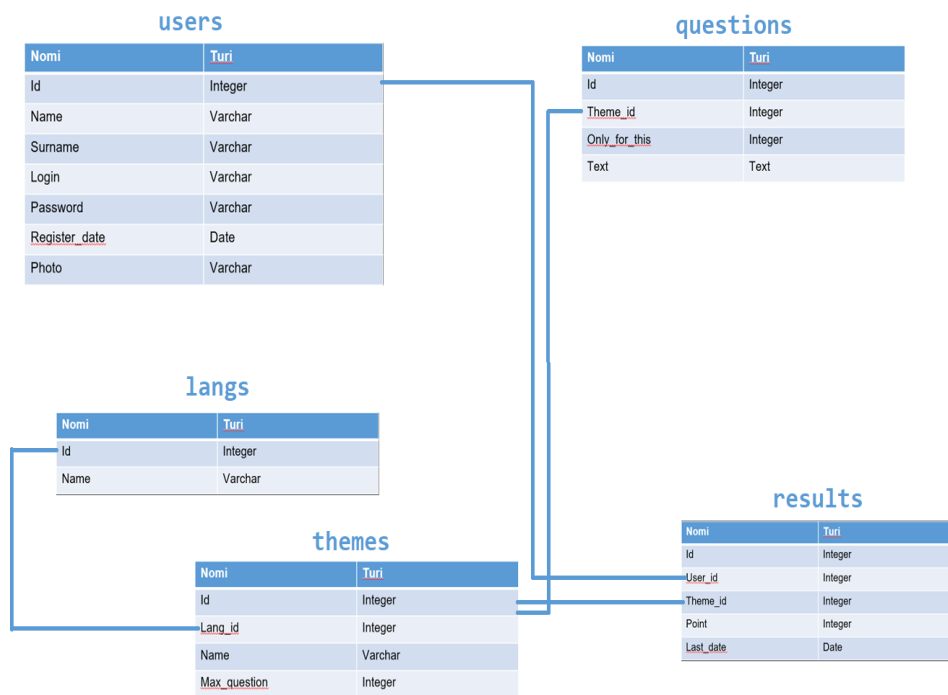 users
Nomi Turi
Id Integer
Name Varchar
Surname Varchar
Login Varchar
Password Varchar
Register_date Date
Photo Varchar
questions
Nomi Turi
Id Integer
Theme_id Integer
Only_for_this Integer
Text Text
langs
Nomi Turi
Id Integer
Name Varchar
themes
Nomi Turi
Id Integer
Lang_id Integer
Name Varchar
Max_question Integer
results
Nomi Turi
Id Integer
User_id Integer
Theme_id Integer
Point Integer
Last_date Date